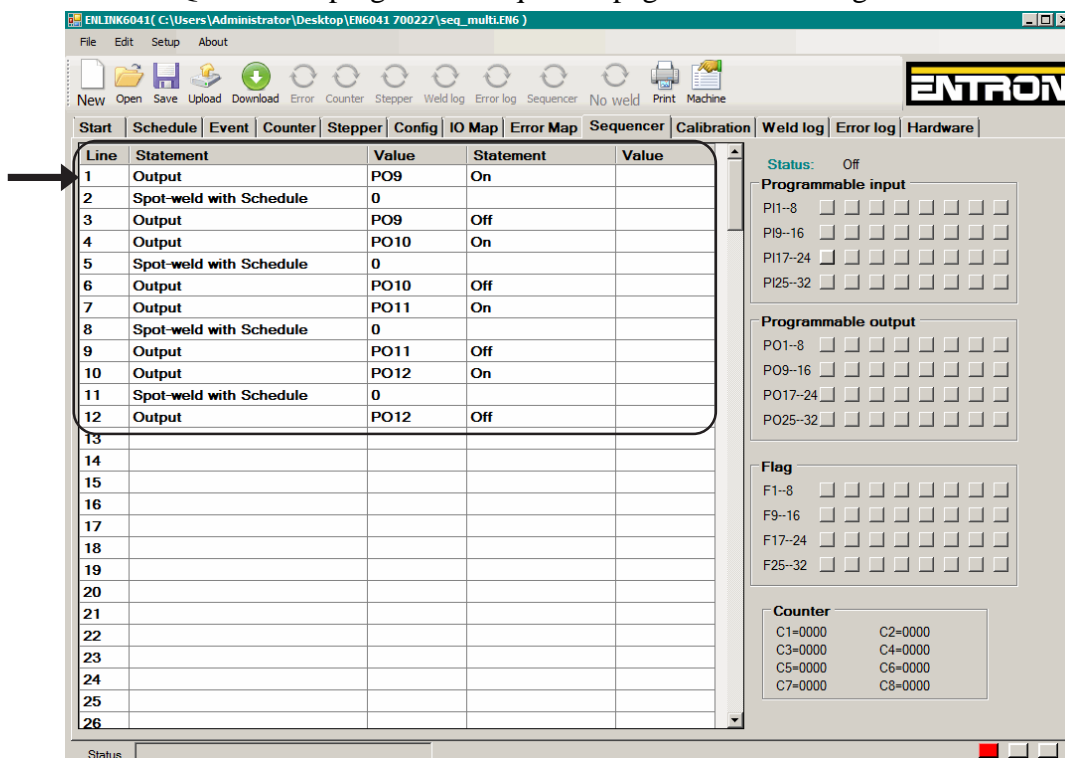 ENLINK6041( C:\Users\Administrator\Desktop\EN6041 700227\seq_multi.EN6 )
File Edit Setup About
New Open Save Upload Download Error Counter Stepper Weld log Error log Sequencer No weld Print Machine
ENTRON
Start Schedule Event Counter Stepper Config IO Map Error Map Sequencer Calibration Weld log Error log Hardware
Line Statement Value Statement Value
1 Output PO9 On
2 Spot-weld with Schedule 0
3 Output PO9 Off
4 Output PO10 On
5 Spot-weld with Schedule 0
6 Output PO10 Off
7 Output PO11 On
8 Spot-weld with Schedule 0
9 Output PO11 Off
10 Output PO12 On
11 Spot-weld with Schedule 0
12 Output PO12 Off
13
14
15
16
17
18
19
20
21
22
23
24
25
26
Status: Off
Programmable input
PI1--8
PI9--16
PI17--24
PI25--32
Programmable output
PO1--8
PO9--16
PO17--24
PO25--32
Flag
F1--8
F9--16
F17--24
F25--32
Counter
C1=0000 C2=0000
C3=0000 C4=0000
C5=0000 C6=0000
C7=0000 C8=0000
Status